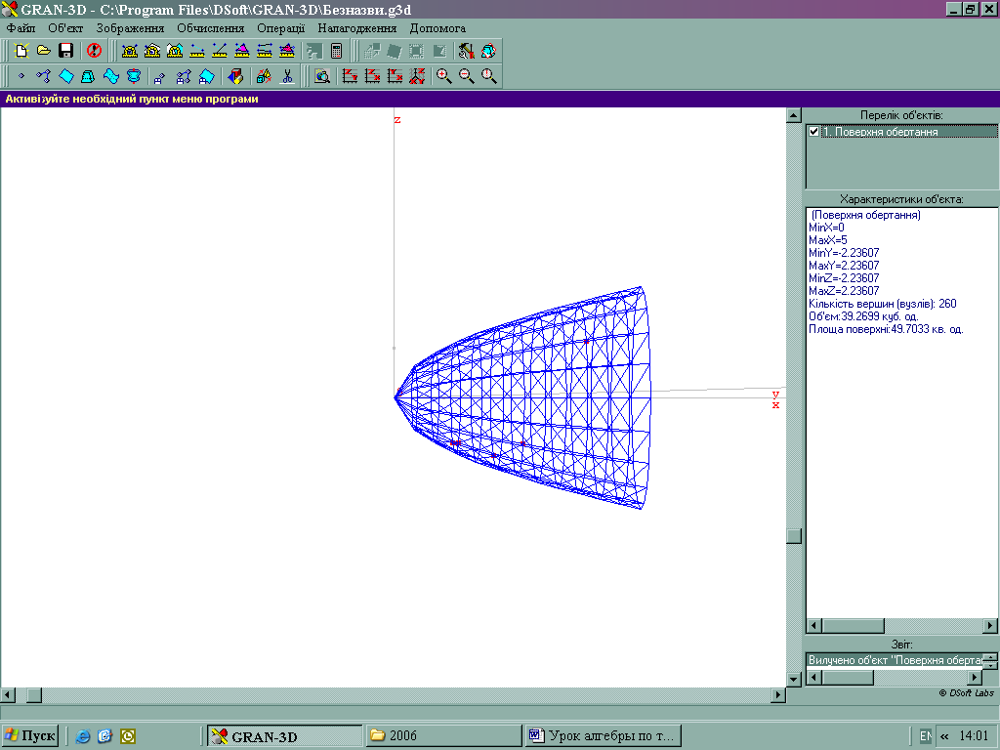 GRAN-3D - C:\Program Files\DSoft\GRAN-3D\Безназви.g3d
Файл Об'єкт Зображення Обчислення Операції Налагодження Допомога
Активізуйте необхідний пункт меню програми
z
y
x
Перелік об'єктів:
1. Поверхня обертання
Характеристики об'єкта:
(Поверхня обертання)
MinX=0
MaxX=5
MinY=-2.23607
MaxY=2.23607
MinZ=-2.23607
MaxZ=2.23607
Кількість вершин (вузлів): 260
Об'єм:39.2699 куб. од.
Площа поверхні:49.7033 кв. од.
Звіт:
Вилучено об'єкт "Поверхня оберта
© DSoft Labs
Пуск GRAN-3D 2006 Урок алгебры по т... EN « 14:01